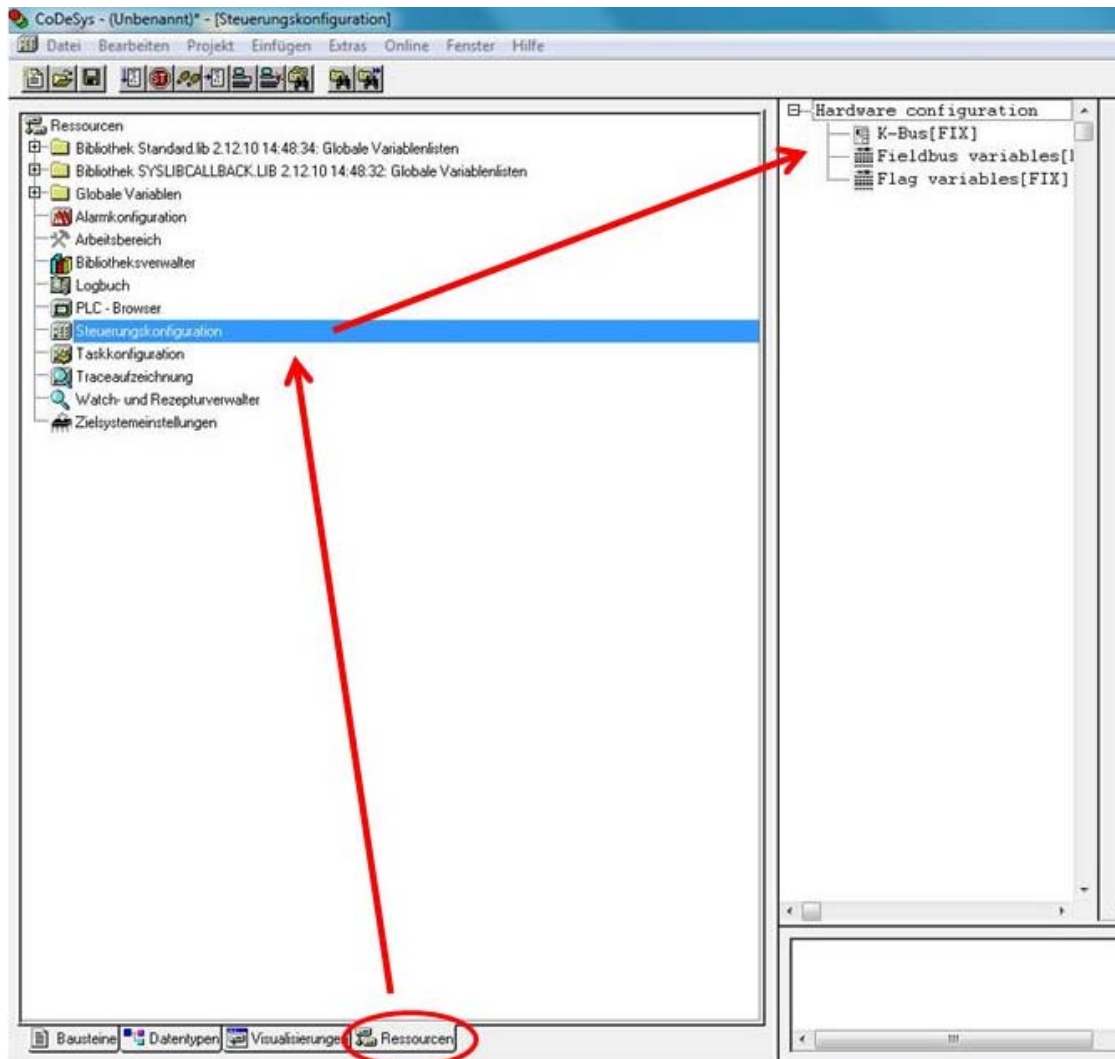 CoDeSys - (Unbenannt)* - [Steuerungskonfiguration]
Datei Bearbeiten Projekt Einfügen Extras Online Fenster Hilfe
Ressourcen
Bibliothek Standard.lib 2.12.10 14:48:34: Globale Variablenlisten
Bibliothek SYSLIBCALLBACK.LIB 2.12.10 14:48:32: Globale Variablenlisten
Globale Variablen
Alarmkonfiguration
Arbeitsbereich
Bibliotheksverwalter
Logbuch
PLC - Browser
Steuerungskonfiguration
Taskkonfiguration
Traceaufzeichnung
Watch- und Rezepturverwalter
Zielsystemeinstellungen
Hardware configuration
K-Bus[FIX]
Fieldbus variables[
Flag variables[FIX]
Bausteine Datentypen Visualisierungen Ressourcen